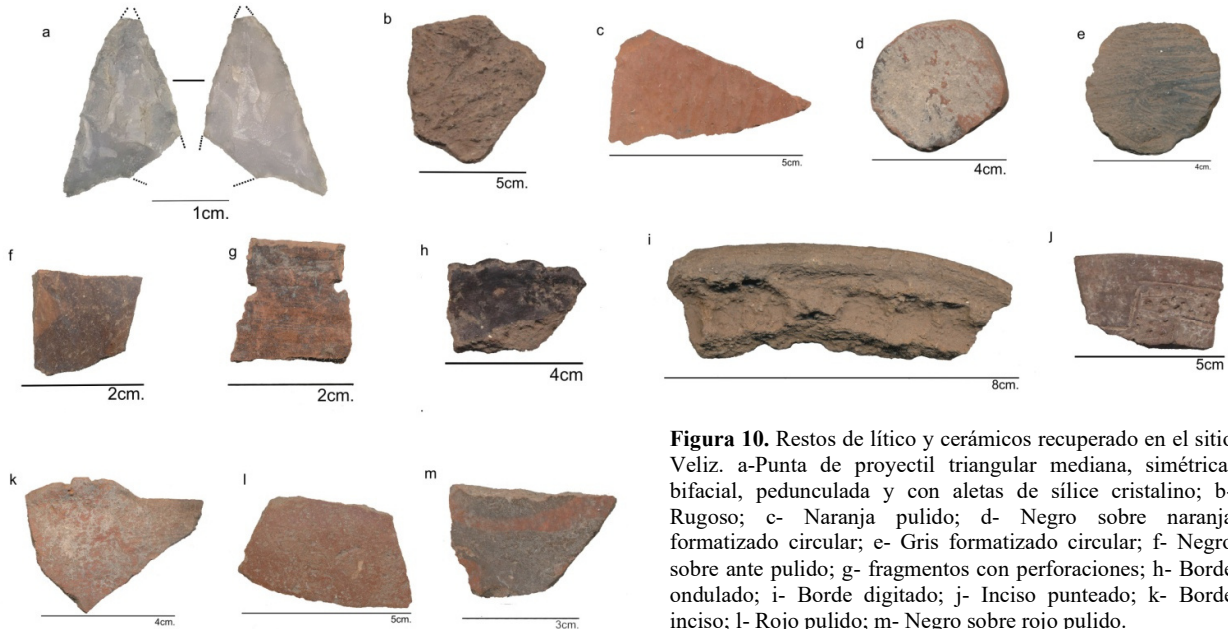 a
b
c
d
e
1cm.
5cm.
5cm.
4cm.
4cm.
f
g
h
i
J
2cm.
2cm.
4cm
8cm.
5cm
k
l
m
4cm.
5cm.
3cm.
Figura 10. Restos de lítico y cerámicos recuperado en el sitio
Veliz. a-Punta de proyectil triangular mediana, simétrica
bifacial, pedunculada y con aletas de sílice cristalino; b-
Rugoso; c- Naranja pulido; d- Negro sobre naranja
formatizado circular; e- Gris formatizado circular; f- Negro
sobre ante pulido; g- fragmentos con perforaciones; h- Borde
ondulado; i- Borde digitado; j- Inciso punteado; k- Borde
inciso; l- Rojo pulido; m- Negro sobre rojo pulido.